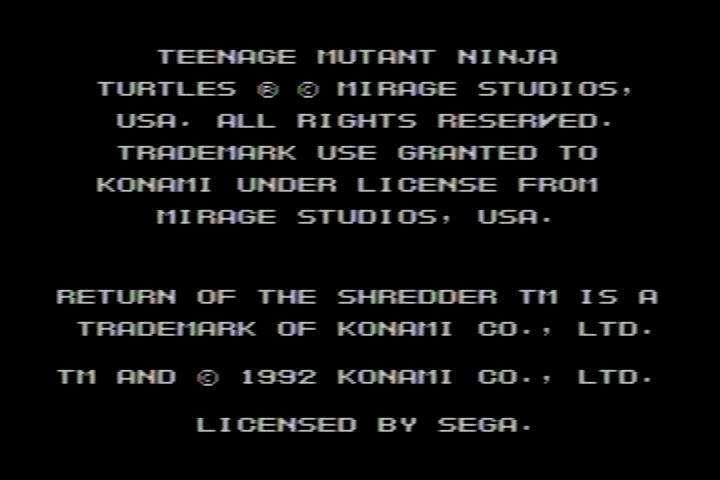 TEENAGE MUTANT NINJA
TURTLES ® © MIRAGE STUDIOS,
USA. ALL RIGHTS RESERVED.
TRADEMARK USE GRANTED TO
KONAMI UNDER LICENSE FROM
MIRAGE STUDIOS, USA.
RETURN OF THE SHREDDER TM IS A
TRADEMARK OF KONAMI CO., LTD.
TM AND © 1992 KONAMI CO., LTD.
LICENSED BY SEGA.